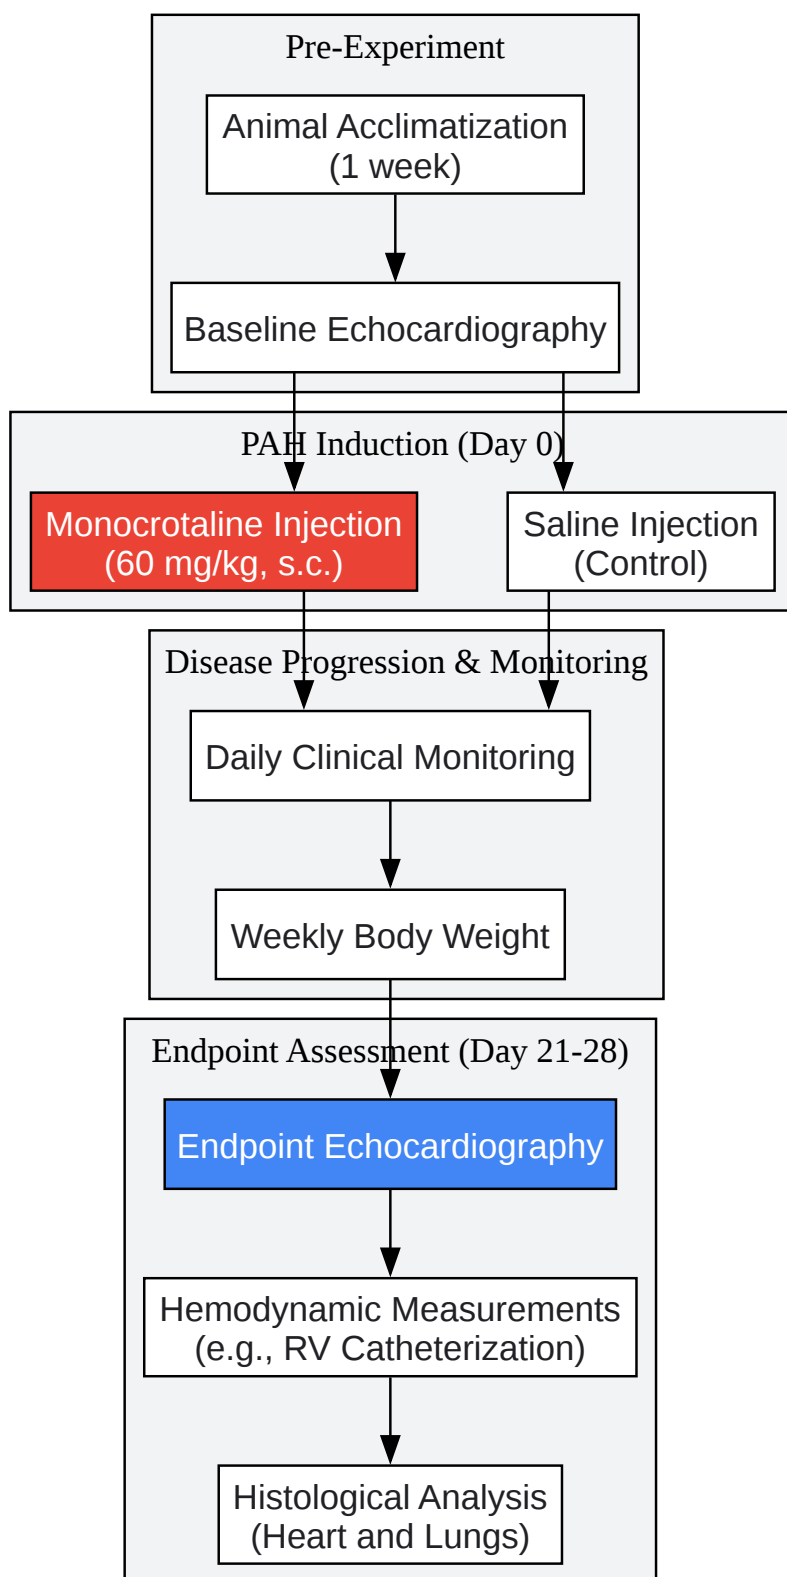 Pre-Experiment
Animal Acclimatization
(1 week)
Baseline Echocardiography
PAH Induction (Day 0)
Monocrotaline Injection
(60 mg/kg, s.c.)
Saline Injection
(Control)
Disease Progression & Monitoring
Daily Clinical Monitoring
Weekly Body Weight
Endpoint Assessment (Day 21-28)
Endpoint Echocardiography
Hemodynamic Measurements
(e.g., RV Catheterization)
Histological Analysis
(Heart and Lungs)